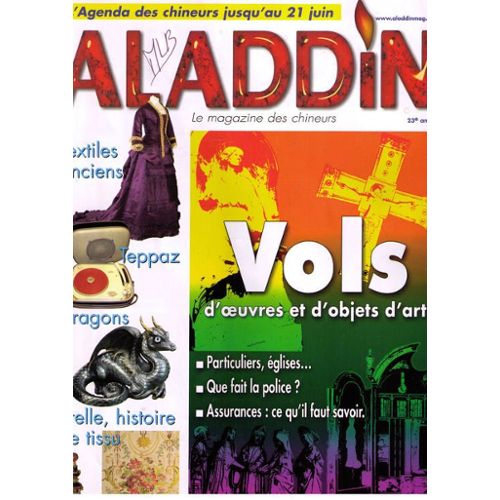 'Agenda des chineurs jusqu'au 21 juin
www.aladdinmag.
ALADDiN
Le magazine des chineurs
23e an
extiles
nciens
Teppaz
ragons
elle, histoire
e tissu
Vols
d'œuvres et d'objets d'art
■ Particuliers, églises...
■ Que fait la police ?
■ Assurances : ce qu'il faut savoir.